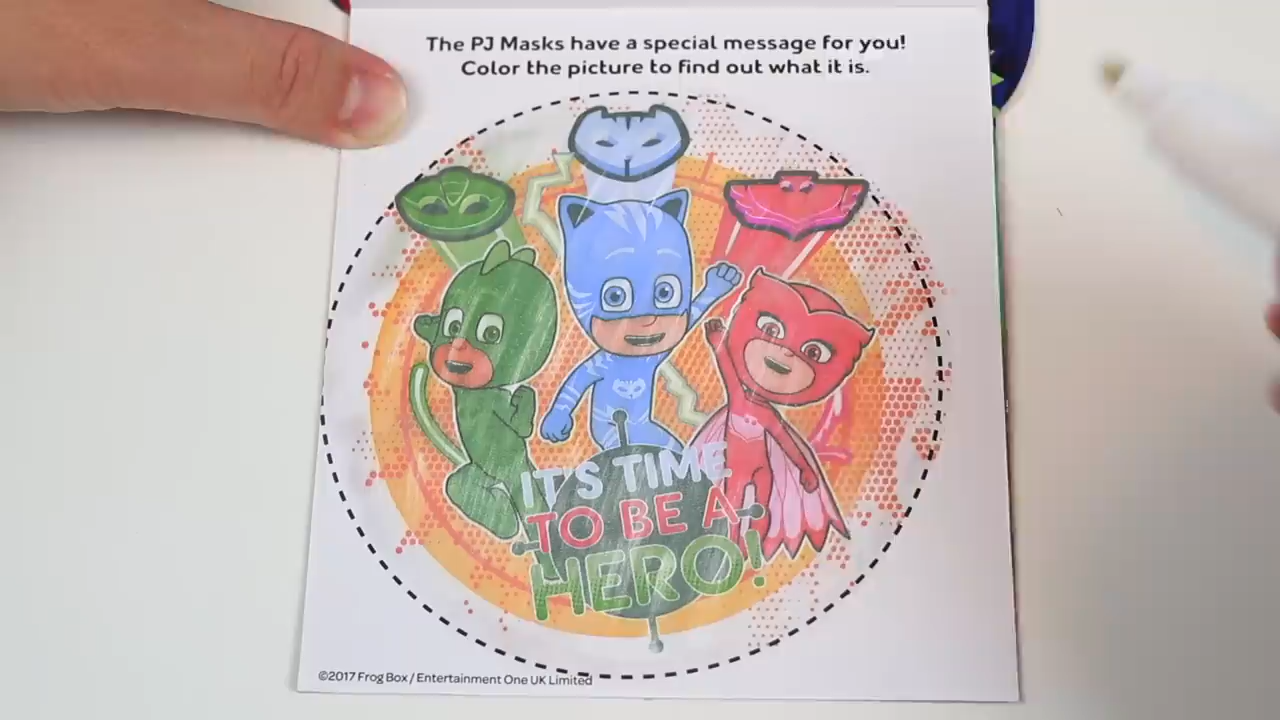 The PJ Masks have a special message for you!
Color the picture to find out what it is.
IT'S TIME
TO BE A
HERO!
©2017 Frog Box / Entertainment One UK Limited